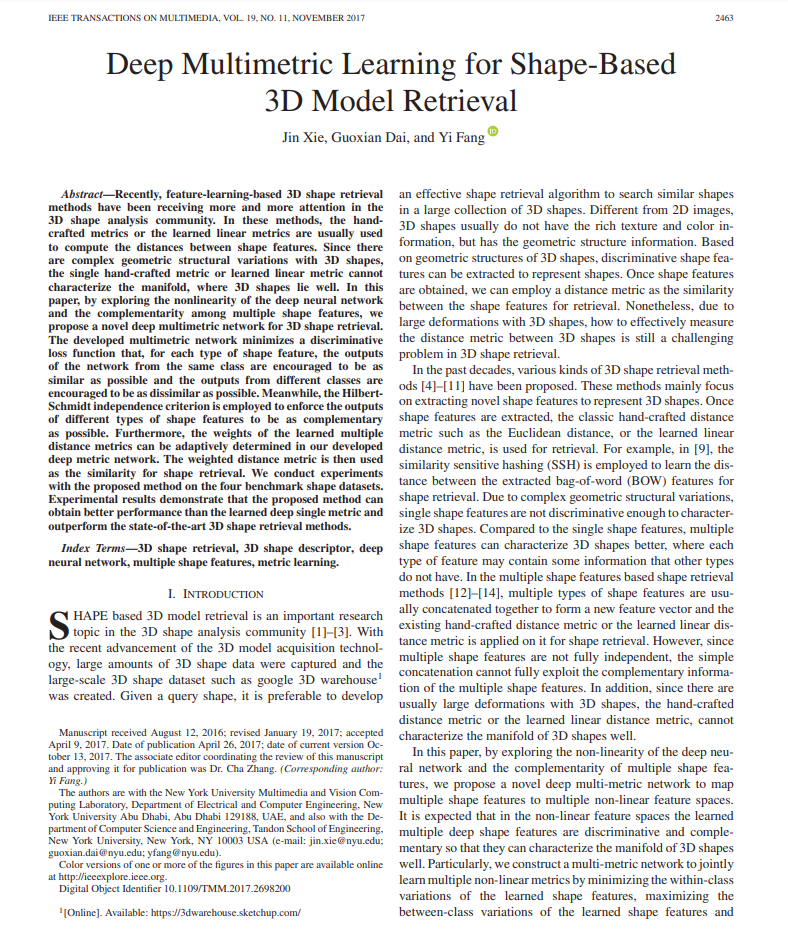 IEEE TRANSACTIONS ON MULTIMEDIA, VOL. 19, NO. 11, NOVEMBER 2017
2463
Deep Multimetric Learning for Shape-Based
3D Model Retrieval
Jin Xie, Guoxian Dai, and Yi Fang
iD
Abstract—Recently, feature-learning-based 3D shape retrieval
methods have been receiving more and more attention in the
3D shape analysis community. In these methods, the hand-
crafted metrics or the learned linear metrics are usually used
to compute the distances between shape features. Since there
are complex geometric structural variations with 3D shapes,
the single hand-crafted metric or learned linear metric cannot
characterize the manifold, where 3D shapes lie well. In this
paper, by exploring the nonlinearity of the deep neural network
and the complementarity among multiple shape features, we
propose a novel deep multimetric network for 3D shape retrieval.
The developed multimetric network minimizes a discriminative
loss function that, for each type of shape feature, the outputs
of the network from the same class are encouraged to be as
similar as possible and the outputs from different classes are
encouraged to be as dissimilar as possible. Meanwhile, the Hilbert-
Schmidt independence criterion is employed to enforce the outputs
of different types of shape features to be as complementary
as possible. Furthermore, the weights of the learned multiple
distance metrics can be adaptively determined in our developed
deep metric network. The weighted distance metric is then used
as the similarity for shape retrieval. We conduct experiments
with the proposed method on the four benchmark shape datasets.
Experimental results demonstrate that the proposed method can
obtain better performance than the learned deep single metric and
outperform the state-of-the-art 3D shape retrieval methods.
Index Terms—3D shape retrieval, 3D shape descriptor, deep
neural network, multiple shape features, metric learning.
I. INTRODUCTION
SHAPE based 3D model retrieval is an important research
topic in the 3D shape analysis community [1]–[3]. With
the recent advancement of the 3D model acquisition technol-
ogy, large amounts of 3D shape data were captured and the
large-scale 3D shape dataset such as google 3D warehouse1
was created. Given a query shape, it is preferable to develop
Manuscript received August 12, 2016; revised January 19, 2017; accepted
April 9, 2017. Date of publication April 26, 2017; date of current version Oc-
tober 13, 2017. The associate editor coordinating the review of this manuscript
and approving it for publication was Dr. Cha Zhang. (Corresponding author:
Yi Fang.)
The authors are with the New York University Multimedia and Vision Com-
puting Laboratory, Department of Electrical and Computer Engineering, New
York University Abu Dhabi, Abu Dhabi 129188, UAE, and also with the De-
partment of Computer Science and Engineering, Tandon School of Engineering,
New York University, New York, NY 10003 USA (e-mail: jin.xie@nyu.edu;
guoxian.dai@nyu.edu; yfang@nyu.edu).
Color versions of one or more of the figures in this paper are available online
at http://ieeexplore.ieee.org.
Digital Object Identifier 10.1109/TMM.2017.2698200
1[Online]. Available: https://3dwarehouse.sketchup.com/
an effective shape retrieval algorithm to search similar shapes
in a large collection of 3D shapes. Different from 2D images,
3D shapes usually do not have the rich texture and color in-
formation, but has the geometric structure information. Based
on geometric structures of 3D shapes, discriminative shape fea-
tures can be extracted to represent shapes. Once shape features
are obtained, we can employ a distance metric as the similarity
between the shape features for retrieval. Nonetheless, due to
large deformations with 3D shapes, how to effectively measure
the distance metric between 3D shapes is still a challenging
problem in 3D shape retrieval.
In the past decades, various kinds of 3D shape retrieval meth-
ods [4]–[11] have been proposed. These methods mainly focus
on extracting novel shape features to represent 3D shapes. Once
shape features are extracted, the classic hand-crafted distance
metric such as the Euclidean distance, or the learned linear
distance metric, is used for retrieval. For example, in [9], the
similarity sensitive hashing (SSH) is employed to learn the dis-
tance between the extracted bag-of-word (BOW) features for
shape retrieval. Due to complex geometric structural variations,
single shape features are not discriminative enough to character-
ize 3D shapes. Compared to the single shape features, multiple
shape features can characterize 3D shapes better, where each
type of feature may contain some information that other types
do not have. In the multiple shape features based shape retrieval
methods [12]–[14], multiple types of shape features are usu-
ally concatenated together to form a new feature vector and the
existing hand-crafted distance metric or the learned linear dis-
tance metric is applied on it for shape retrieval. However, since
multiple shape features are not fully independent, the simple
concatenation cannot fully exploit the complementary informa-
tion of the multiple shape features. In addition, since there are
usually large deformations with 3D shapes, the hand-crafted
distance metric or the learned linear distance metric, cannot
characterize the manifold of 3D shapes well.
In this paper, by exploring the non-linearity of the deep neu-
ral network and the complementarity of multiple shape fea-
tures, we propose a novel deep multi-metric network to map
multiple shape features to multiple non-linear feature spaces.
It is expected that in the non-linear feature spaces the learned
multiple deep shape features are discriminative and comple-
mentary so that they can characterize the manifold of 3D shapes
well. Particularly, we construct a multi-metric network to jointly
learn multiple non-linear metrics by minimizing the within-class
variations of the learned shape features, maximizing the
between-class variations of the learned shape features and